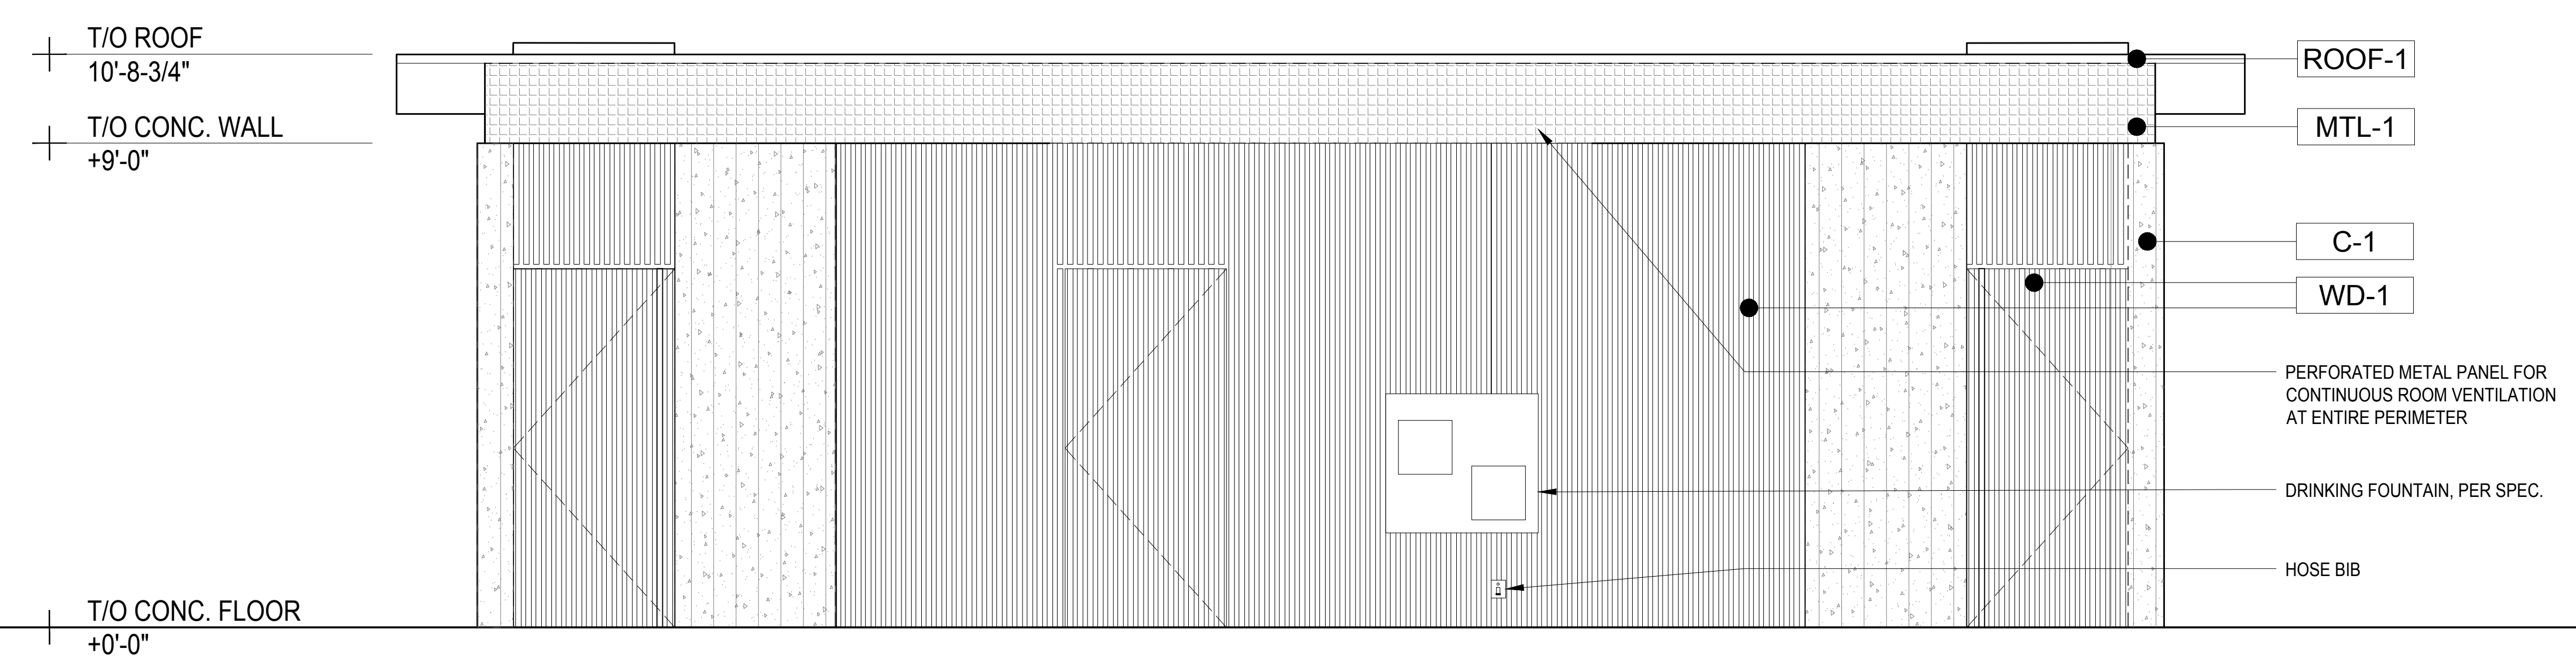 T/O ROOF
10'-8-3/4"
T/O CONC. WALL
+9'-0"
T/O CONC. FLOOR
+0'-0"
ROOF-1
MTL-1
C-1
WD-1
PERFORATED METAL PANEL FOR
CONTINUOUS ROOM VENTILATION
AT ENTIRE PERIMETER
DRINKING FOUNTAIN, PER SPEC.
HOSE BIB